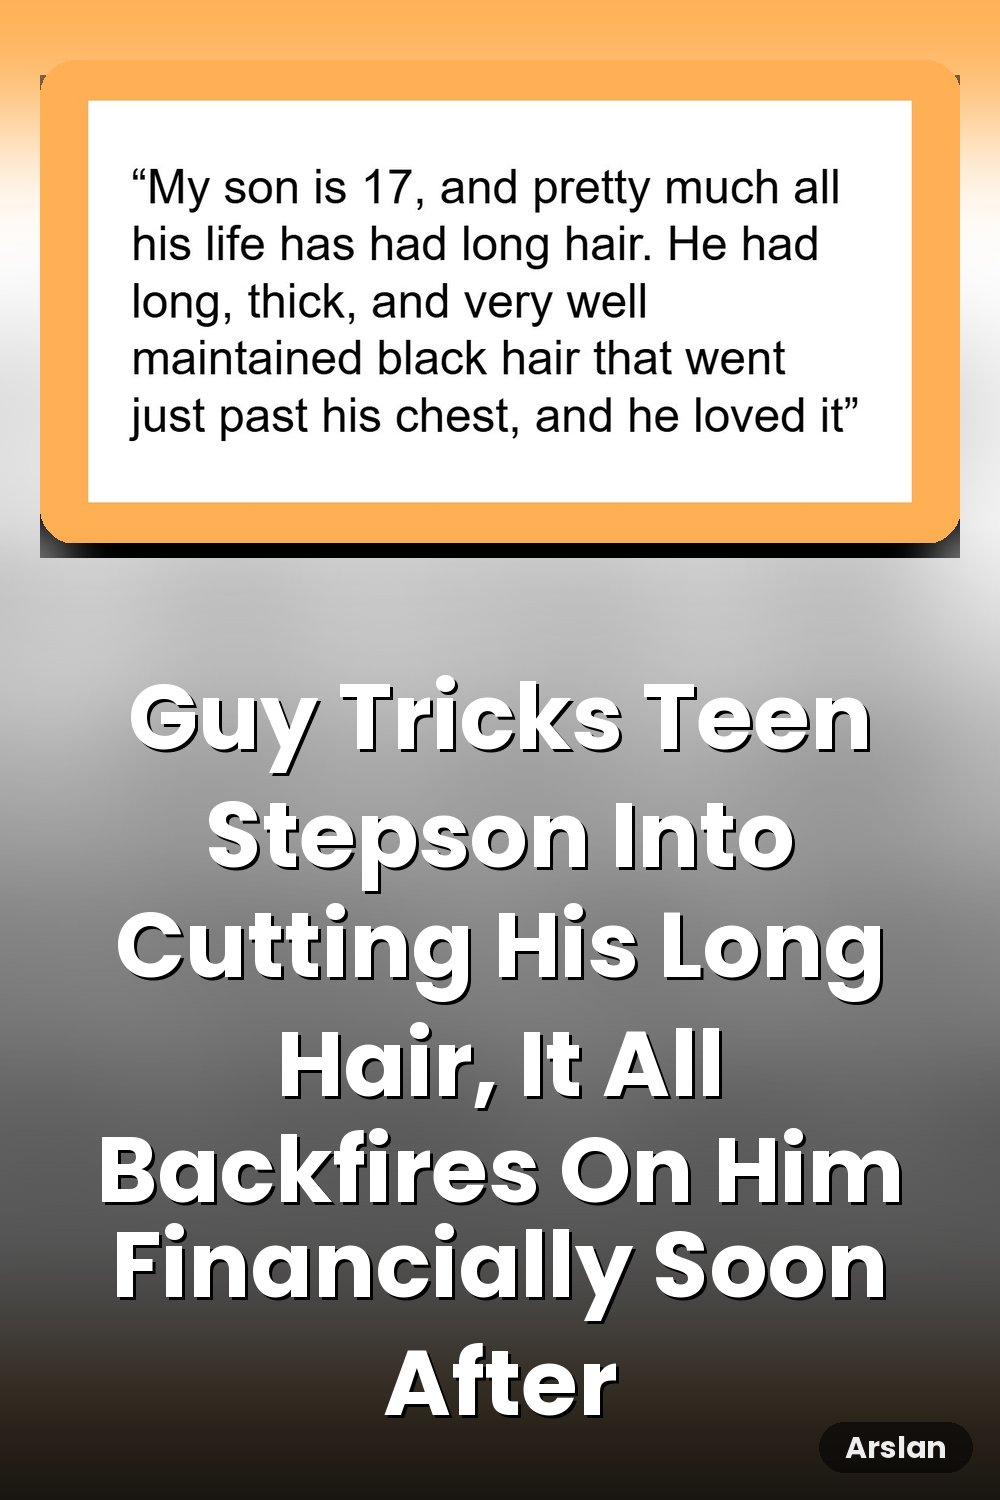 “My son is 17, and pretty much all
his life has had long hair. He had
long, thick, and very well
maintained black hair that went
just past his chest, and he loved it”
Guy Tricks Teen
Stepson Into
Cutting His Long
Hair, It All
Backfires On Him
Financially Soon
After
Arslan